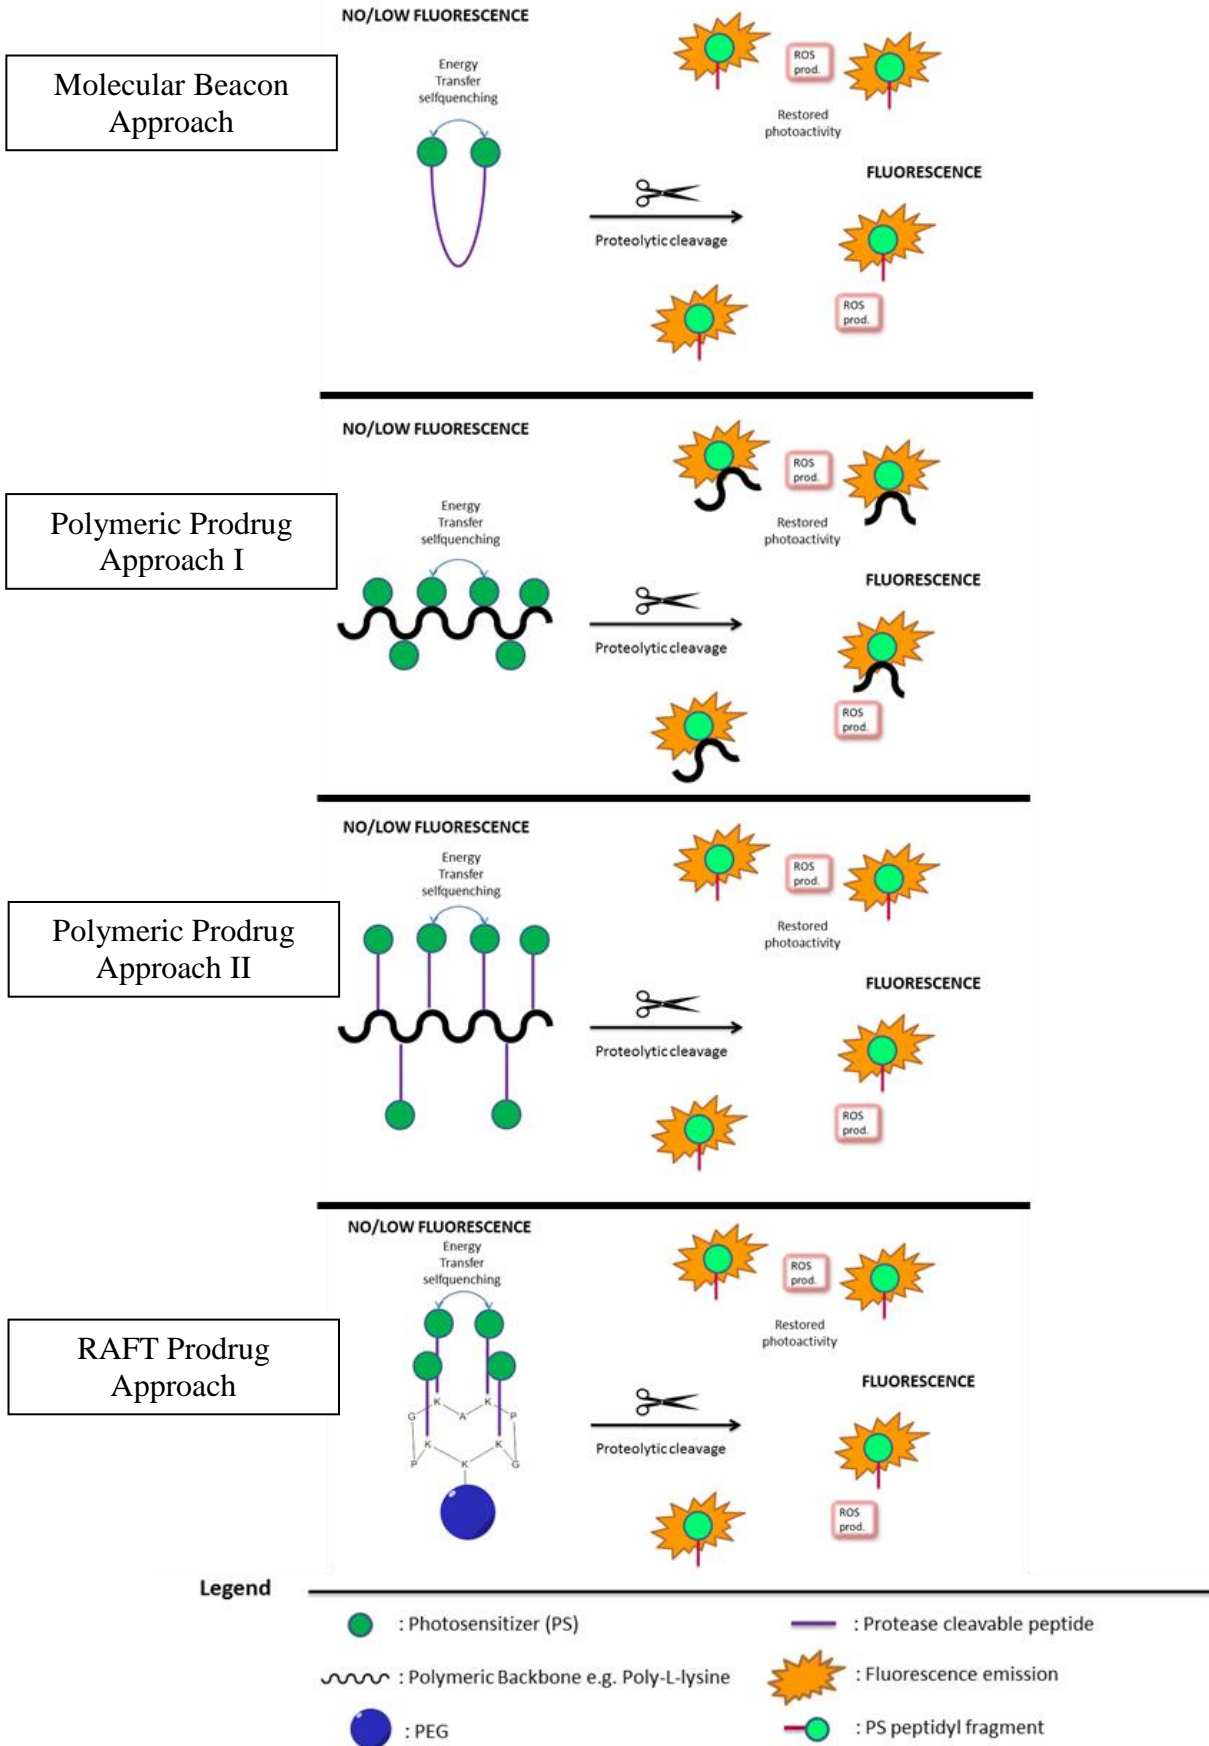 Molecular Beacon
Approach
NO/LOW FLUORESCENCE
Energy
Transfer
selfquenching
Proteolytic cleavage
ROS
prod.
Restored
photoactivity
FLUORESCENCE
ROS
prod.
Polymeric Prodrug
Approach I
NO/LOW FLUORESCENCE
Energy
Transfer
selfquenching
Proteolytic cleavage
ROS
prod.
Restored
photoactivity
FLUORESCENCE
ROS
prod.
Polymeric Prodrug
Approach II
NO/LOW FLUORESCENCE
Energy
Transfer
selfquenching
Proteolytic cleavage
ROS
prod.
Restored
photoactivity
FLUORESCENCE
ROS
prod.
RAFT Prodrug
Approach
NO/LOW FLUORESCENCE
Energy
Transfer
selfquenching
K K
G A P
K K
P K G
Proteolytic cleavage
ROS
prod.
Restored
photoactivity
FLUORESCENCE
ROS
prod.
Legend
: Photosensitizer (PS)
: Protease cleavable peptide
: Polymeric Backbone e.g. Poly-L-lysine
: Fluorescence emission
: PEG
: PS peptidyl fragment